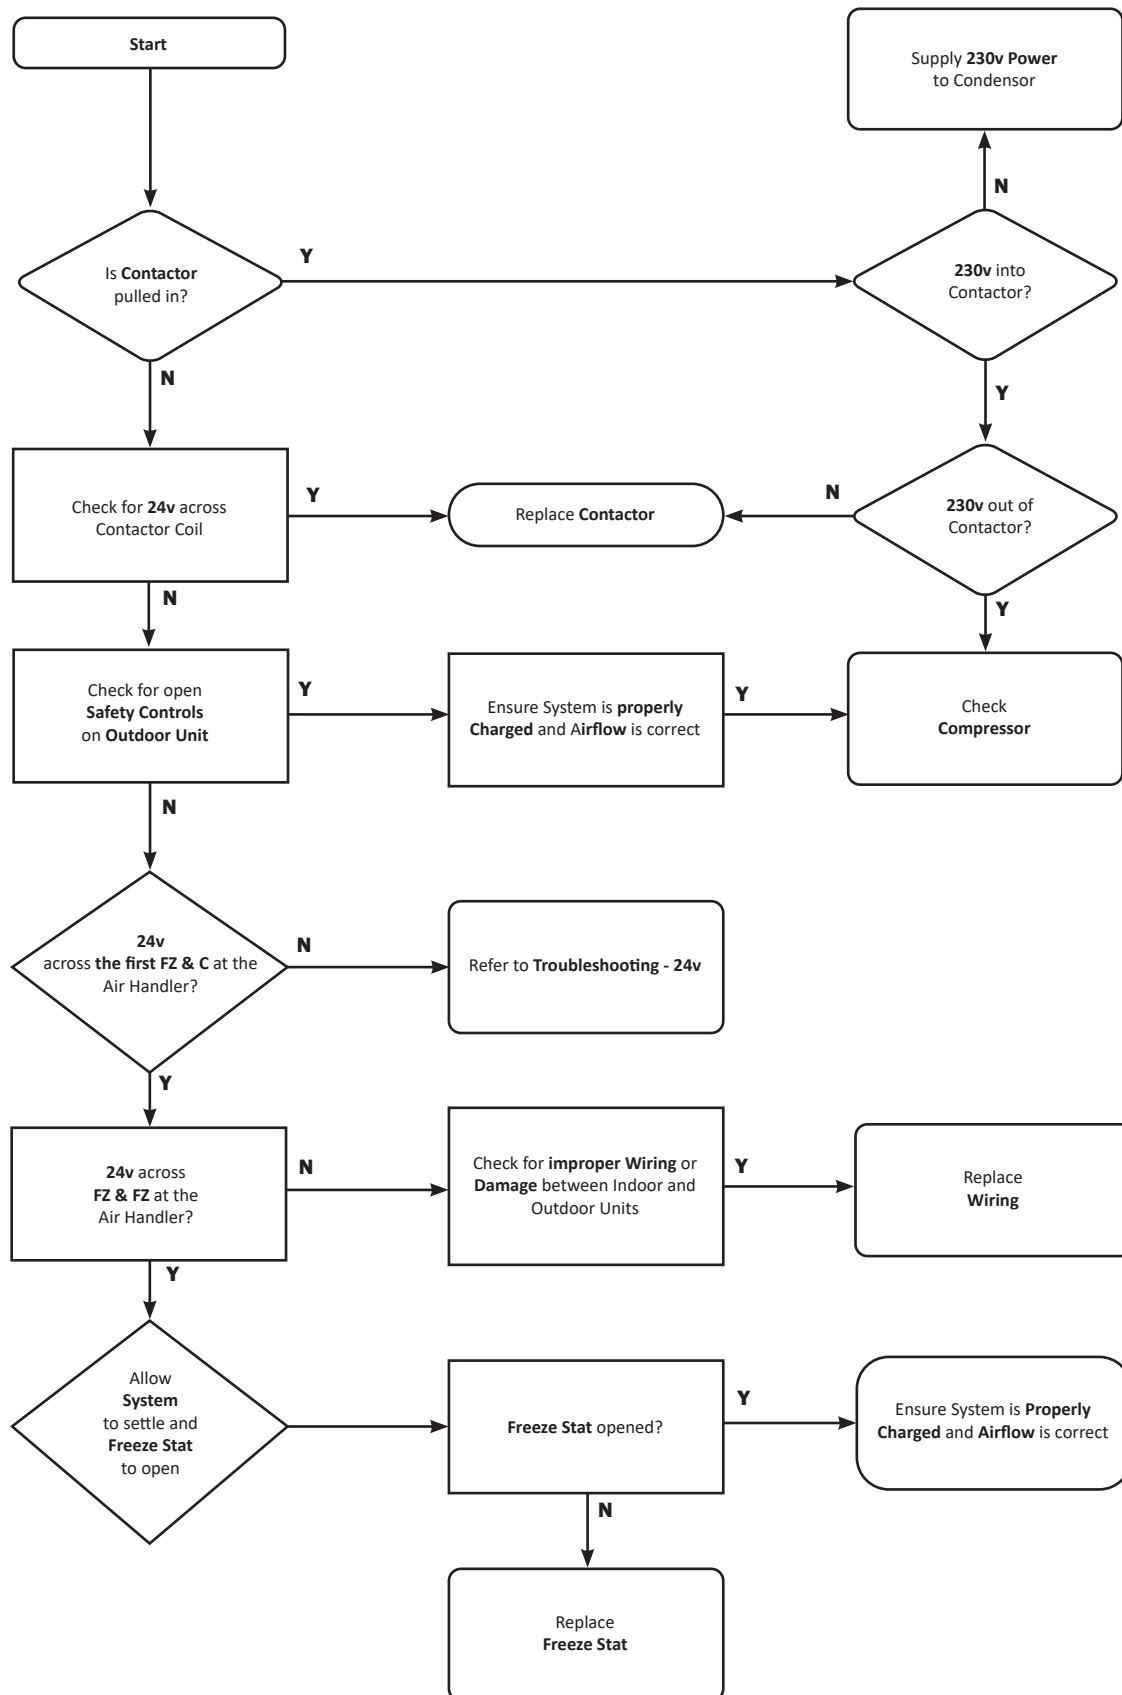 Start
Supply 230v Power
to Condensor
N
Y
Is Contactor
pulled in?
230v into
Contactor?
N
Y
Check for 24v across
Contactor Coil
Y
Replace Contactor
N
230v out of
Contactor?
N
Y
Check for open
Safety Controls
on Outdoor Unit
Y
Ensure System is properly
Charged and Airflow is correct
Y
Check
Compressor
N
24v
across the first FZ & C at the
Air Handler?
N
Refer to Troubleshooting - 24v
Y
24v across
FZ & FZ at the
Air Handler?
N
Check for improper Wiring or
Damage between Indoor and
Outdoor Units
Y
Replace
Wiring
Y
Allow
System
to settle and
Freeze Stat
to open
Freeze Stat opened?
Y
Ensure System is Properly
Charged and Airflow is correct
N
Replace
Freeze Stat